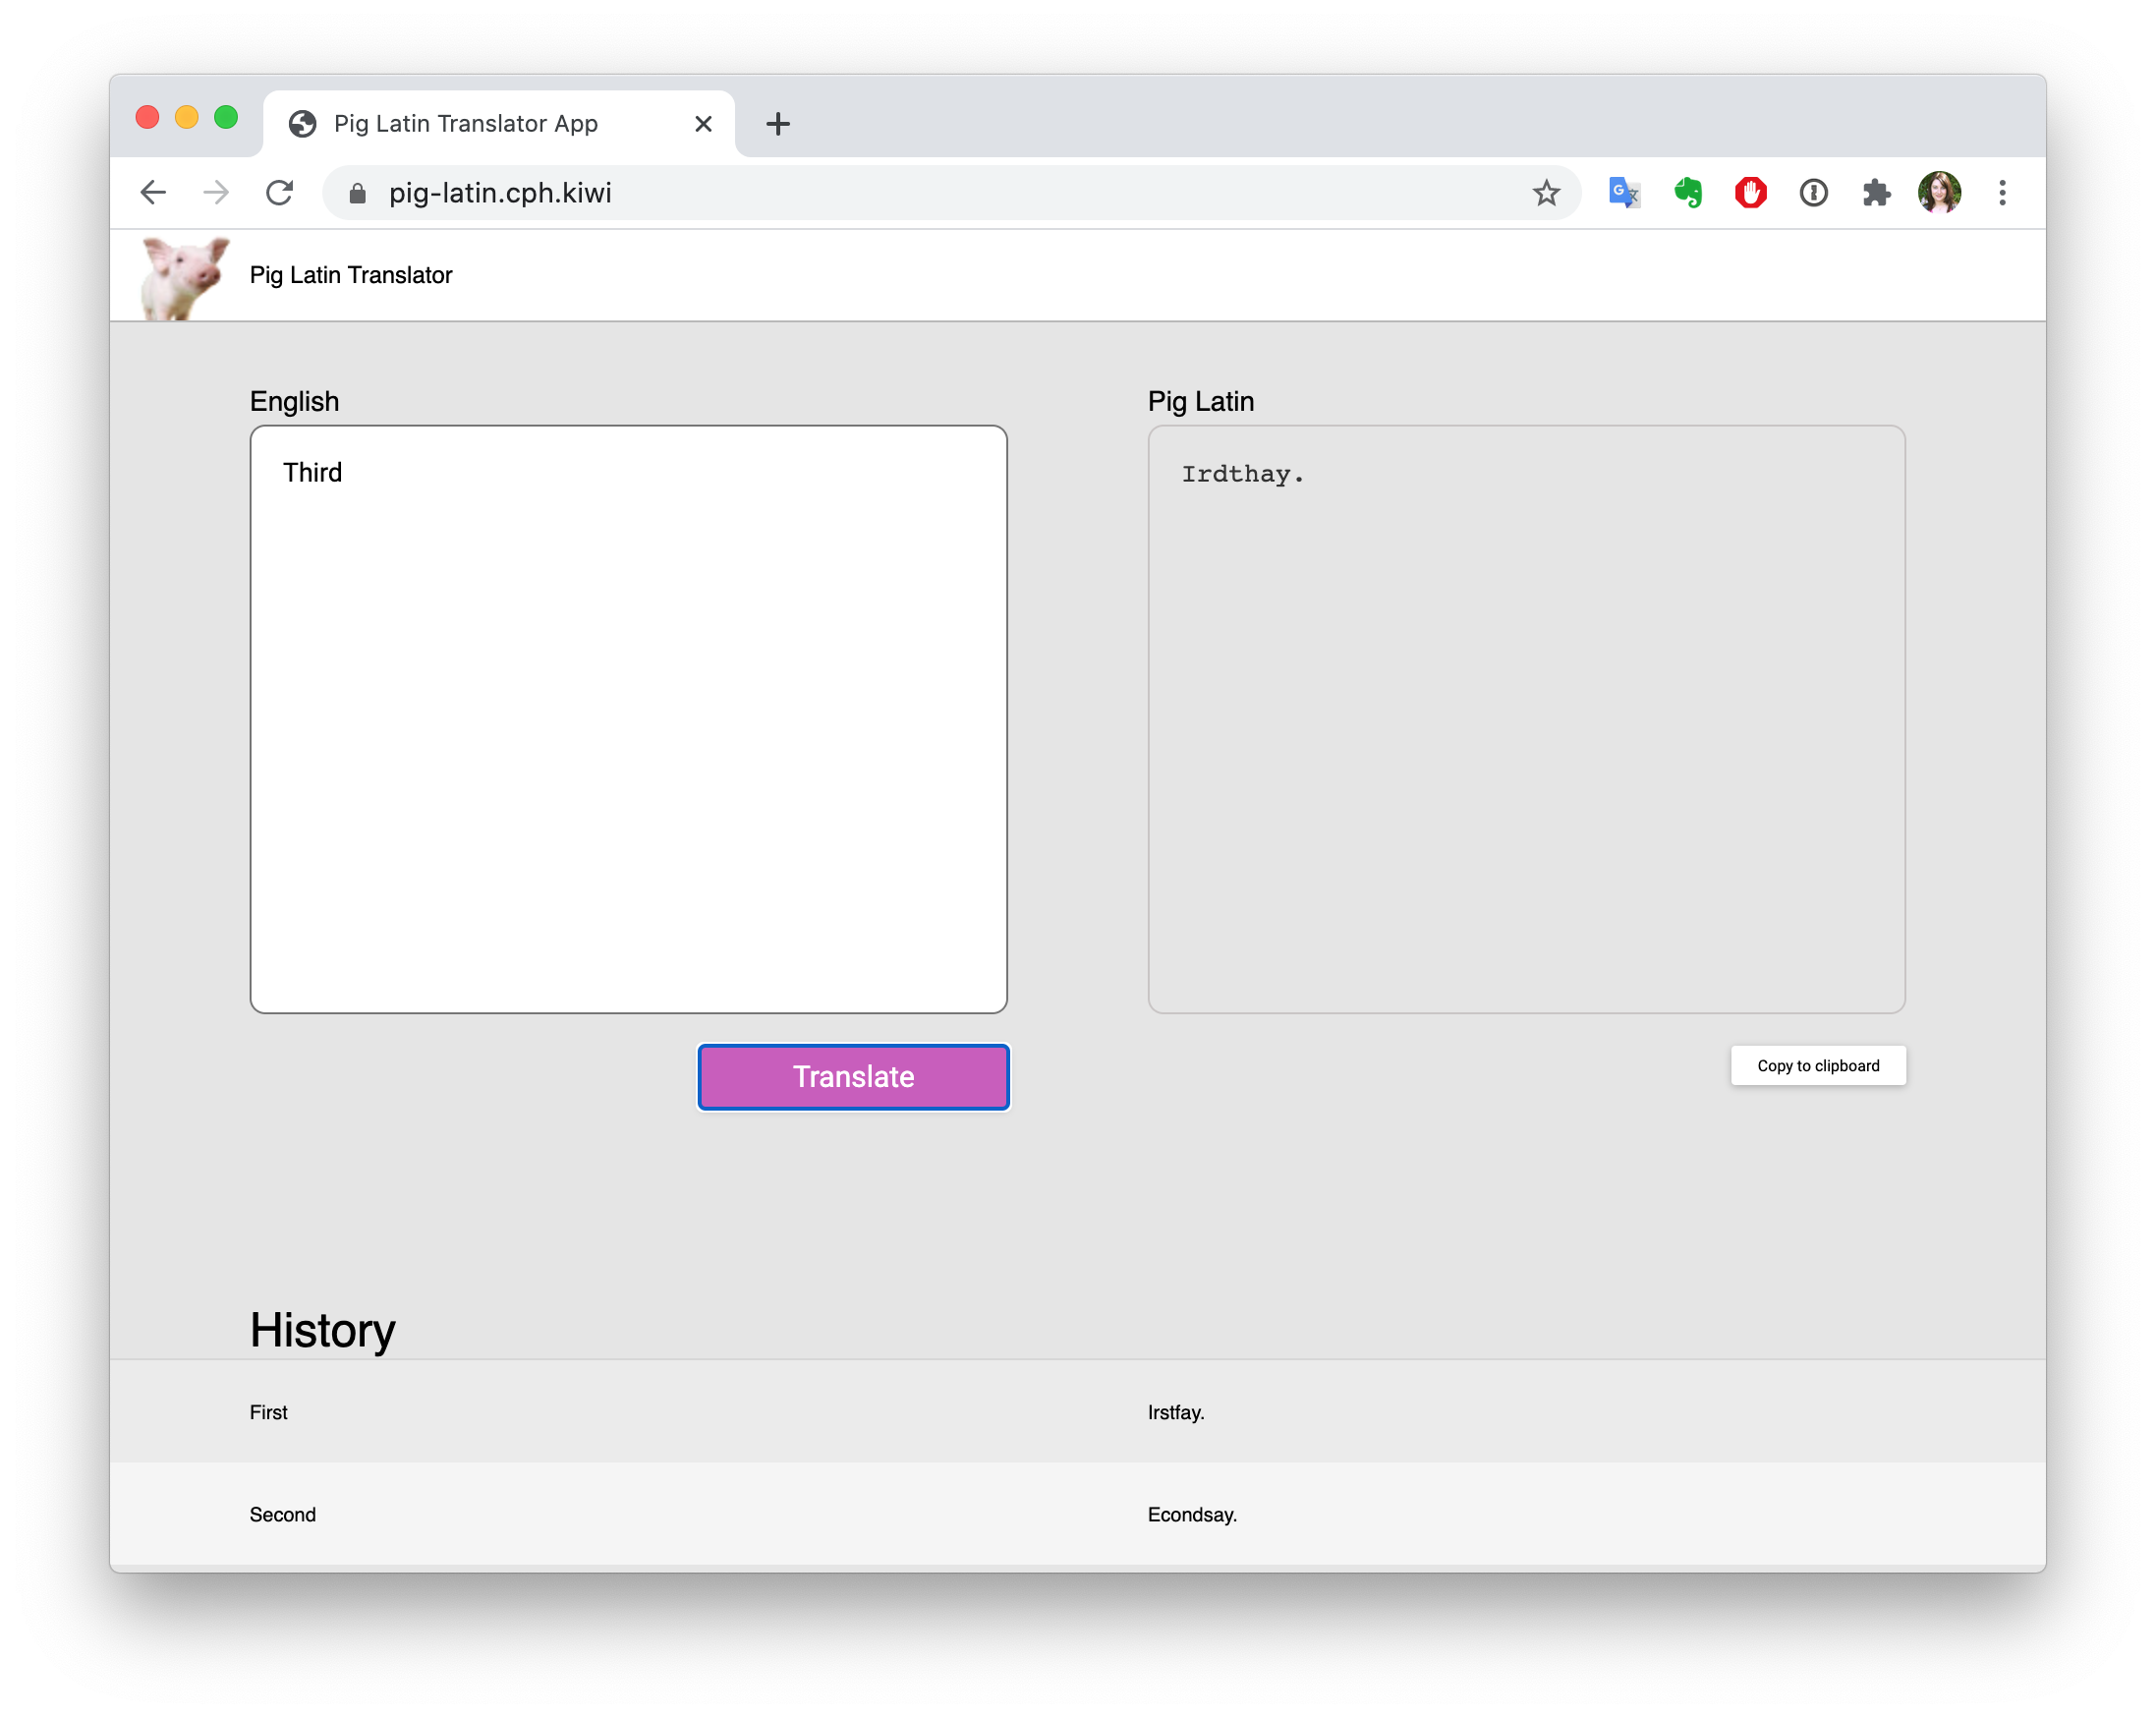 Pig Latin Translator App
pig-latin.cph.kiwi
Pig Latin Translator
English
Pig Latin
Third
Irdthay.
Translate
Copy to clipboard
History
First
Irstfay.
Second
Econdsay.